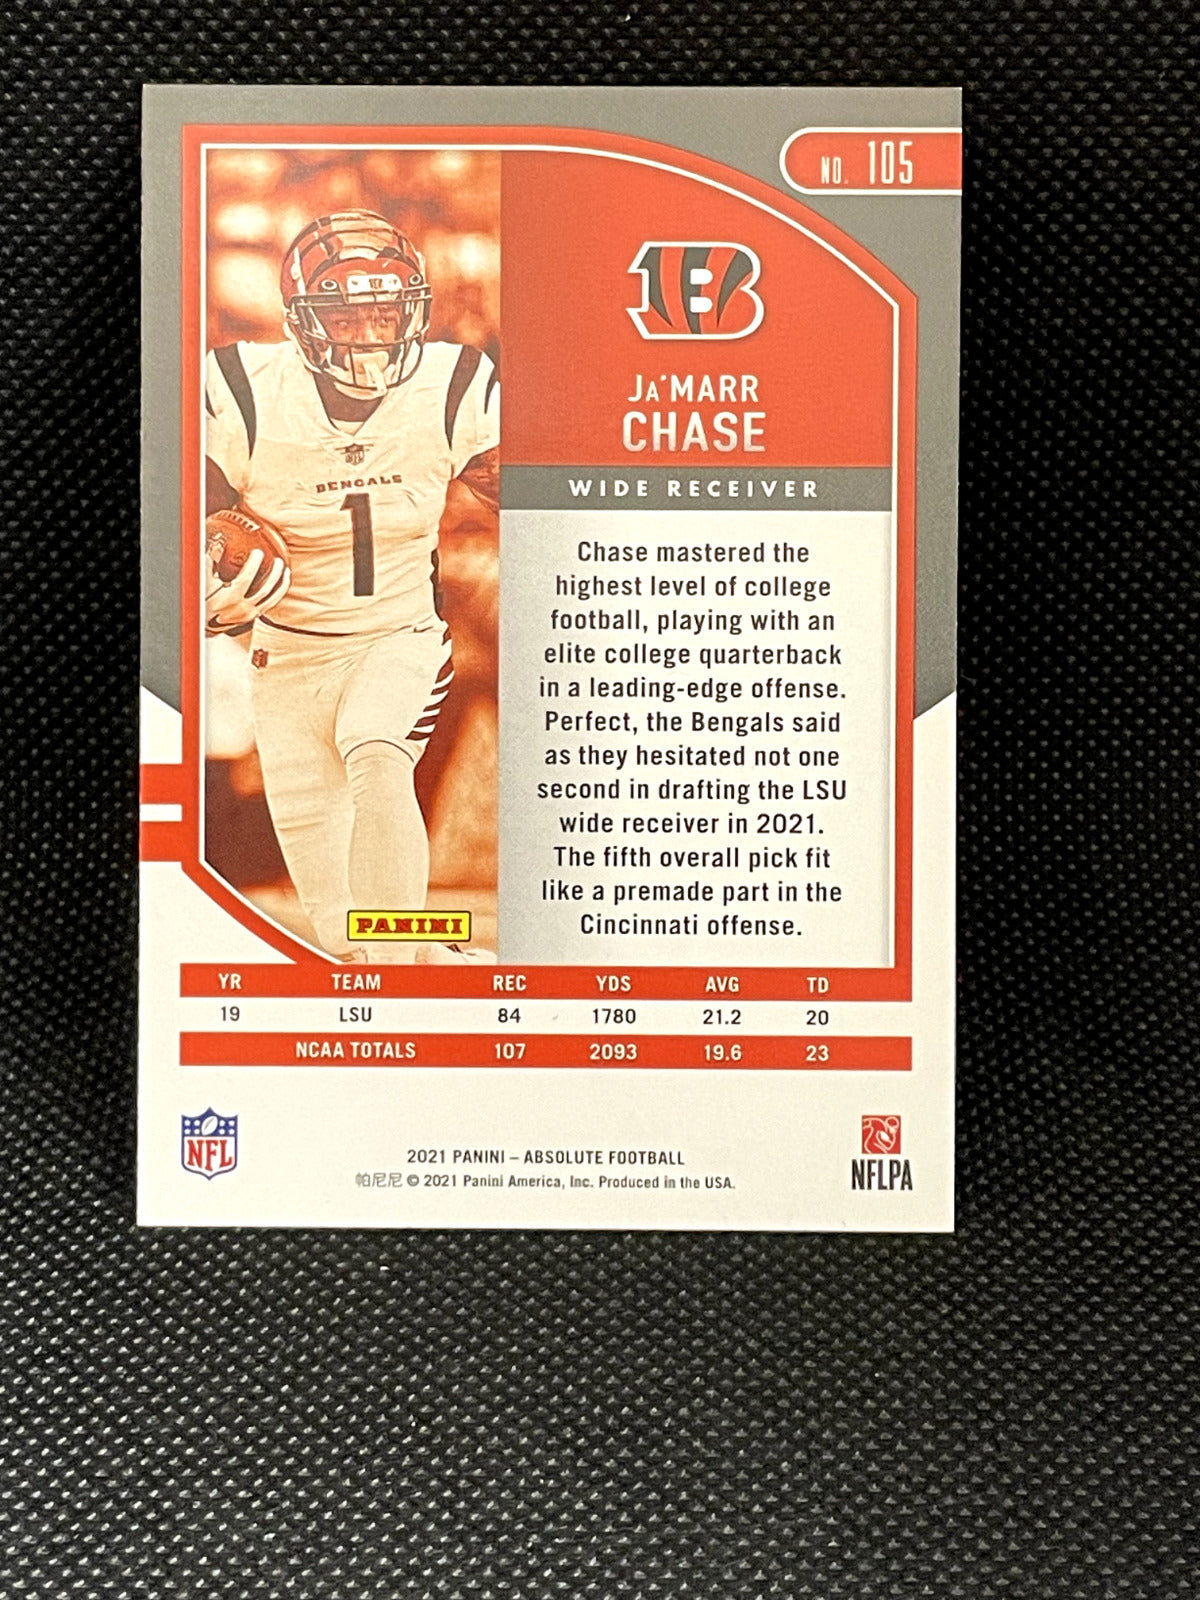 NO. 105
B
JA'MARR
CHASE
WIDE RECEIVER
BENGALS
1
Chase mastered the
highest level of college
football, playing with an
elite college quarterback
in a leading-edge offense.
Perfect, the Bengals said
as they hesitated not one
second in drafting the LSU
wide receiver in 2021.
The fifth overall pick fit
like a premade part in the
Cincinnati offense.
PANINI
YR TEAM REC YDS AVG TD
19 LSU 84 1780 21.2 20
NCAA TOTALS 107 2093 19.6 23
NFL
2021 PANINI – ABSOLUTE FOOTBALL
帕尼尼 © 2021 Panini America, Inc. Produced in the USA.
NFLPA